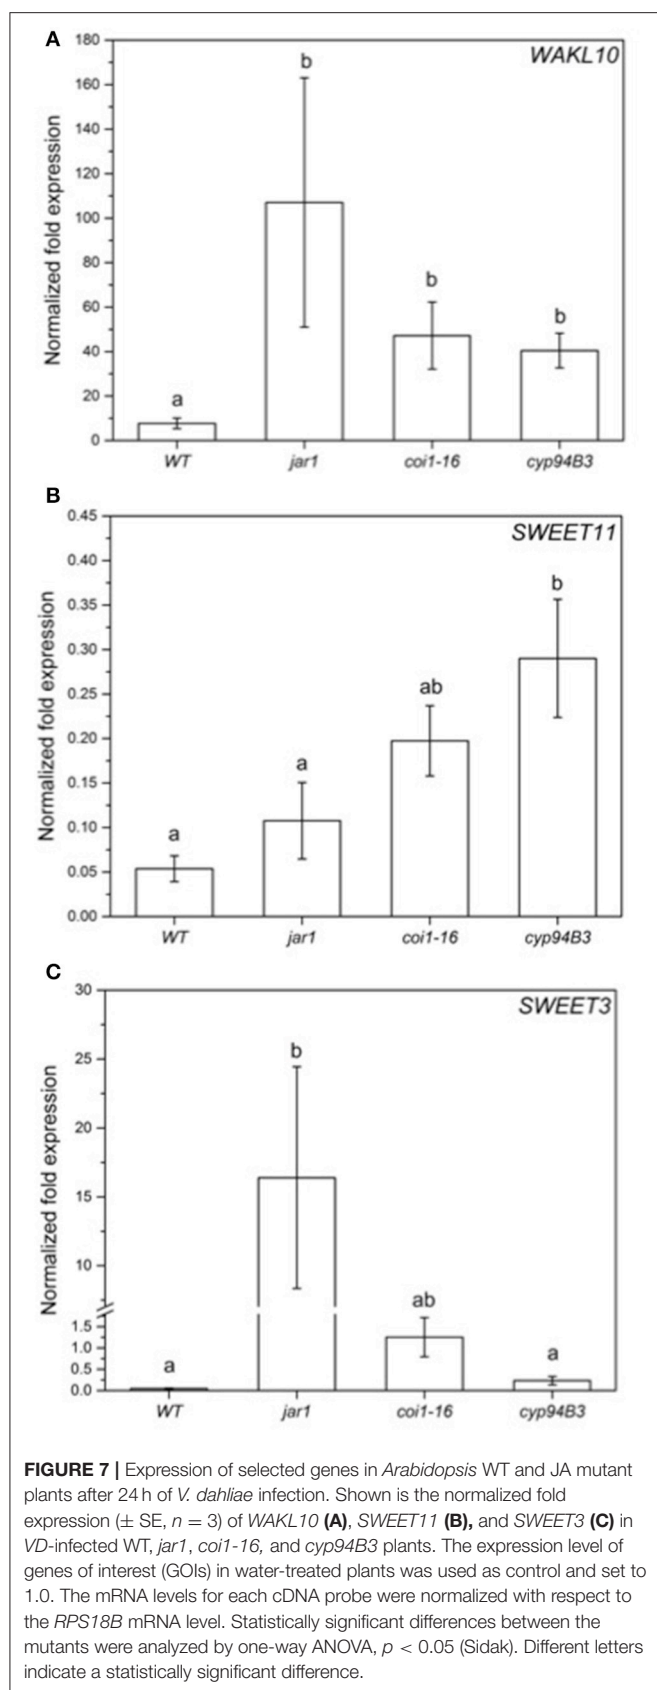 A
WAKL10
Normalized fold expression
180
160
140
120
100
80
60
40
20
0
a
b
b
b
WT
jar1
coi1-16
cyp94B3
B
SWEET11
Normalized fold expression
0.45
0.40
0.35
0.30
0.25
0.20
0.15
0.10
0.05
0.00
a
a
ab
b
WT
jar1
coi1-16
cyp94B3
C
SWEET3
Normalized fold expression
30
25
20
15
10
1.5
1.0
0.5
0.0
a
b
ab
a
WT
jar1
coi1-16
cyp94B3
FIGURE 7 | Expression of selected genes in Arabidopsis WT and JA mutant
plants after 24 h of V. dahliae infection. Shown is the normalized fold
expression (± SE, n = 3) of WAKL10 (A), SWEET11 (B), and SWEET3 (C) in
VD-infected WT, jar1, coi1-16, and cyp94B3 plants. The expression level of
genes of interest (GOIs) in water-treated plants was used as control and set to
1.0. The mRNA levels for each cDNA probe were normalized with respect to
the RPS18B mRNA level. Statistically significant differences between the
mutants were analyzed by one-way ANOVA, p < 0.05 (Sidak). Different letters
indicate a statistically significant difference.